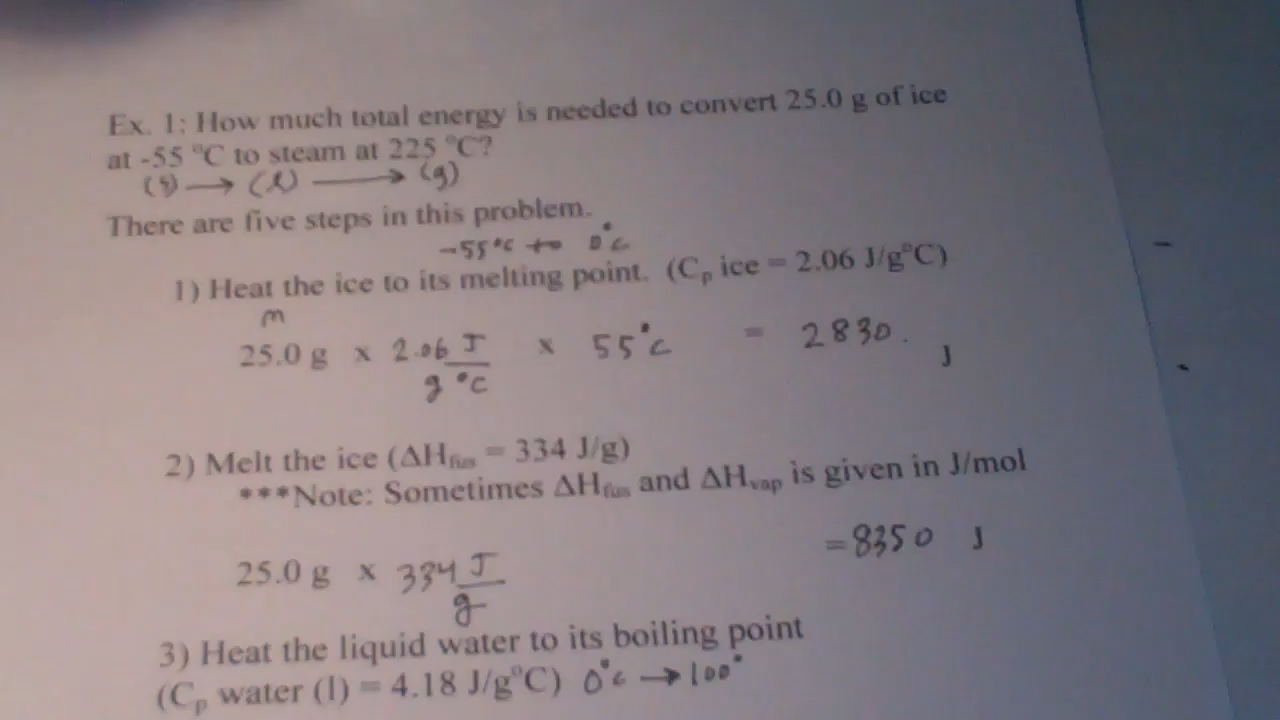 Ex. 1: How much total energy is needed to convert 25.0 g of ice
at -55 °C to steam at 225 °C?
(s) → (l) → (g)
There are five steps in this problem.
-55°C to 0°C
1) Heat the ice to its melting point. (Cp ice = 2.06 J/g°C)
m
25.0 g x 2.06 J/g °C x 55°C = 2830. J
2) Melt the ice (ΔHfus = 334 J/g)
***Note: Sometimes ΔHfus and ΔHvap is given in J/mol
25.0 g x 334 J/g = 8350 J
3) Heat the liquid water to its boiling point
(Cp water (l) = 4.18 J/g°C) 0°C → 100°